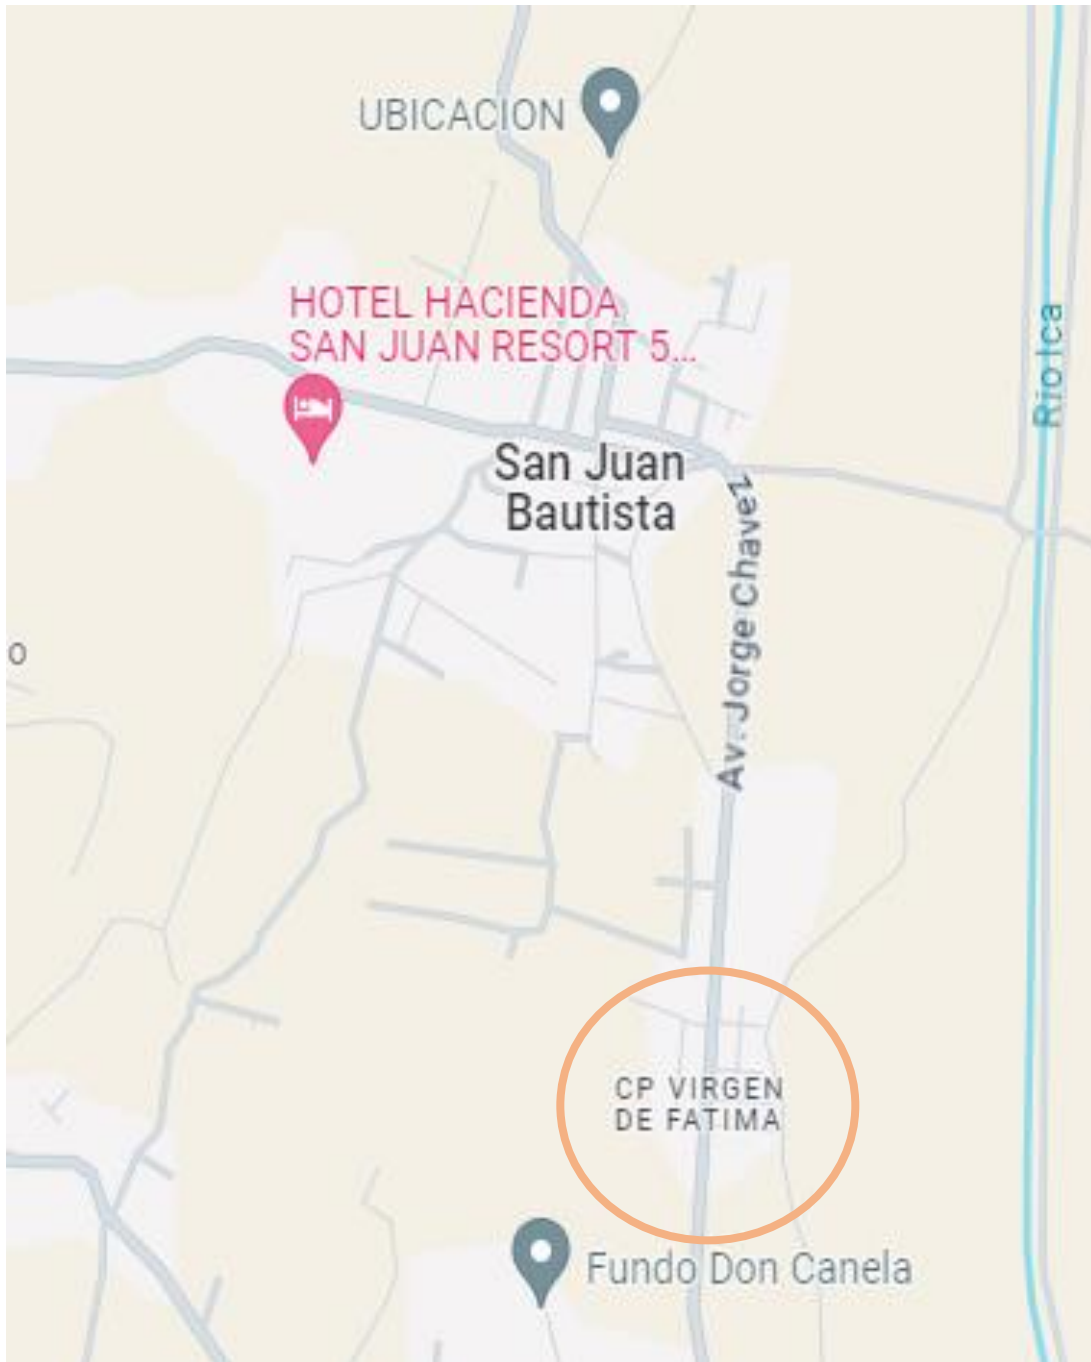 UBICACION
HOTEL HACIENDA
SAN JUAN RESORT 5...
Rio Ica
San Juan
Bautista
Av. Jorge Chavez
o
CP VIRGEN
DE FATIMA
Fundo Don Canela